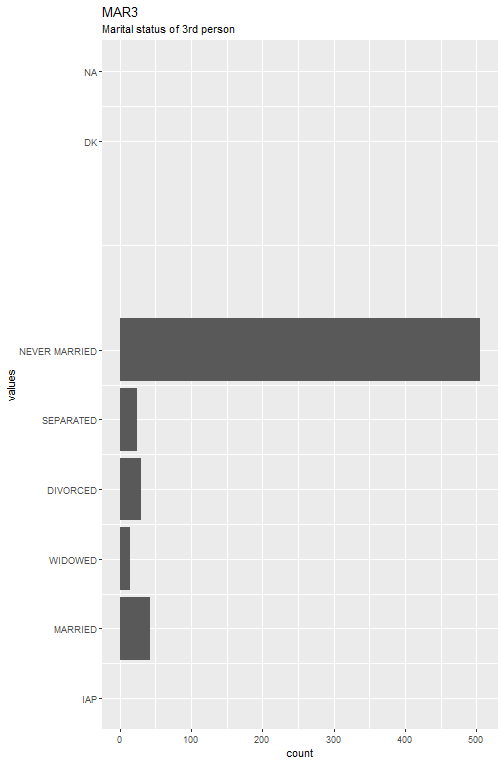 MAR3
Marital status of 3rd person
NA
DK
NEVER MARRIED
SEPARATED
DIVORCED
WIDOWED
MARRIED
IAP
values
0 100 200 300 400 500
count